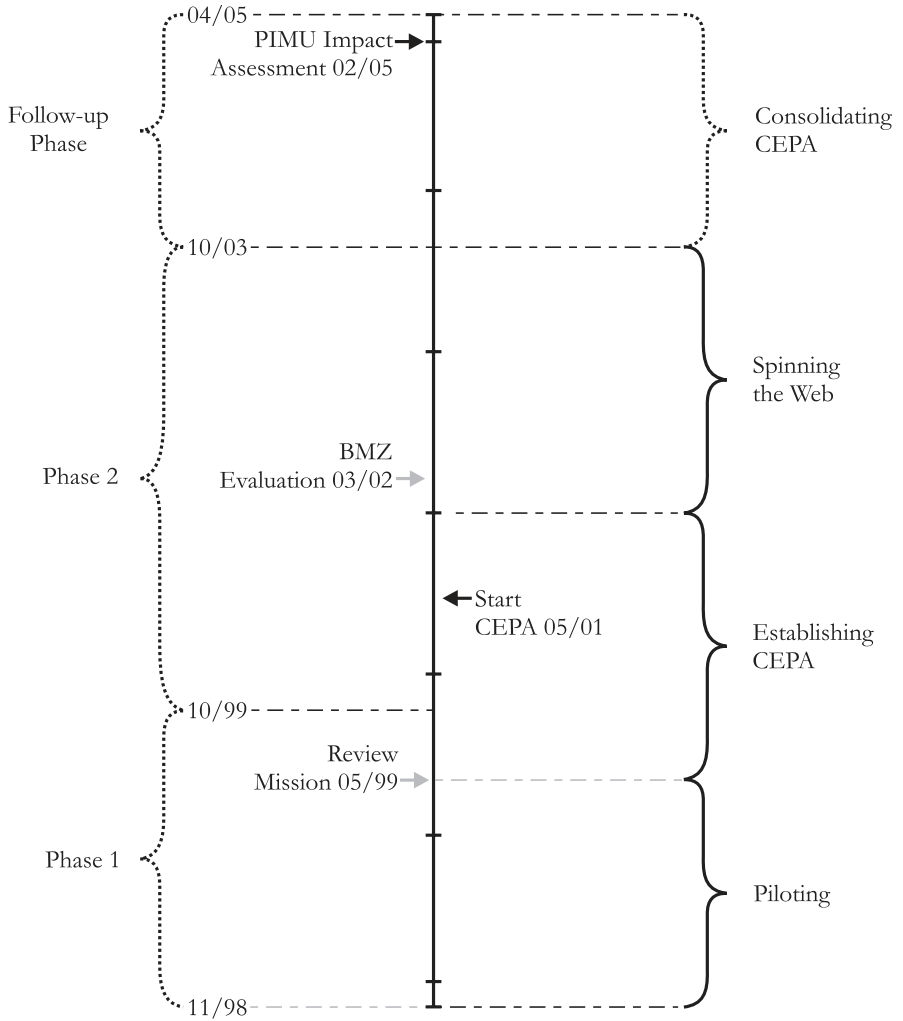 04/05
PIMU Impact
Assessment 02/05
Follow-up
Phase
Consolidating
CEPA
10/03
Spinning
the Web
BMZ
Evaluation 03/02
Phase 2
Start
CEPA 05/01
Establishing
CEPA
10/99
Review
Mission 05/99
Phase 1
Piloting
11/98